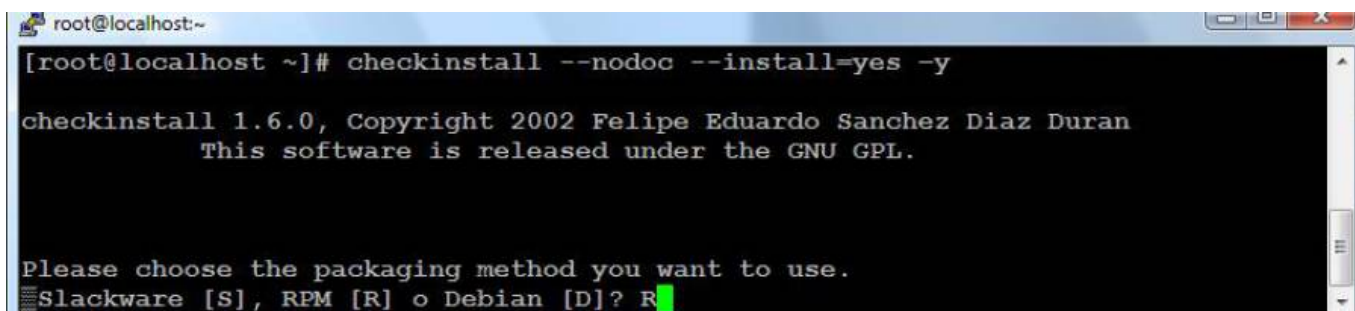 root@localhost:~
[root@localhost ~]# checkinstall --nodoc --install=yes -y
checkinstall 1.6.0, Copyright 2002 Felipe Eduardo Sanchez Diaz Duran
This software is released under the GNU GPL.
Please choose the packaging method you want to use.
Slackware [S], RPM [R] o Debian [D]? R